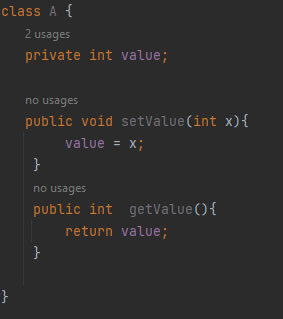 class A {
2 usages
private int value;
no usages
public void setValue(int x){
value = x;
}
no usages
public int  getValue(){
return value;
}
}